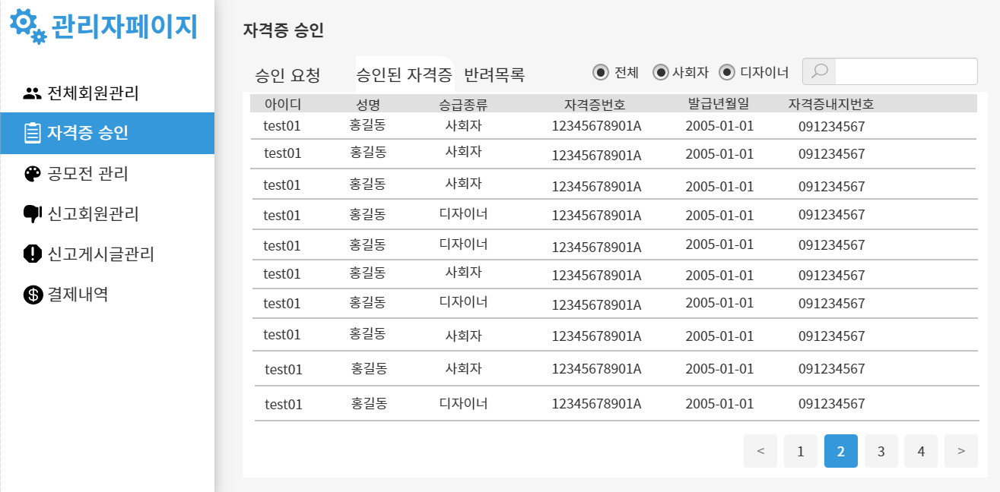 관리자페이지
전체회원관리
자격증 승인
공모전 관리
신고회원관리
신고게시글관리
결제내역
자격증 승인
승인 요청 승인된 자격증 반려목록 전체 사회자 디자이너
아이디 성명 승급종류 자격증번호 발급년월일 자격증내지번호
test01 홍길동 사회자 12345678901A 2005-01-01 091234567
test01 홍길동 사회자 12345678901A 2005-01-01 091234567
test01 홍길동 사회자 12345678901A 2005-01-01 091234567
test01 홍길동 디자이너 12345678901A 2005-01-01 091234567
test01 홍길동 디자이너 12345678901A 2005-01-01 091234567
test01 홍길동 사회자 12345678901A 2005-01-01 091234567
test01 홍길동 디자이너 12345678901A 2005-01-01 091234567
test01 홍길동 사회자 12345678901A 2005-01-01 091234567
test01 홍길동 사회자 12345678901A 2005-01-01 091234567
test01 홍길동 디자이너 12345678901A 2005-01-01 091234567
< 1 2 3 4 >